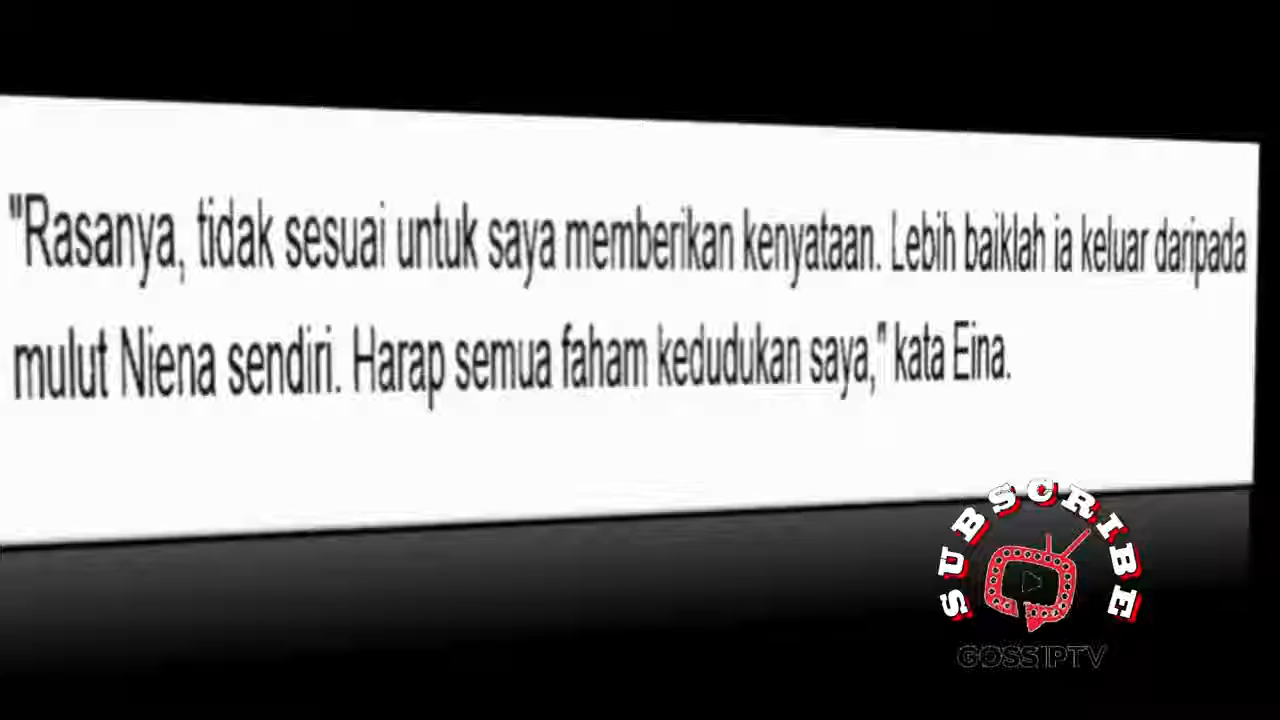 "Rasanya, tidak sesuai untuk saya memberikan kenyataan. Lebih baiklah ia keluar daripada
mulut Niena sendiri. Harap semua faham kedudukan saya," kata Eina.
SUBSCRIBE
GOSSIPTV